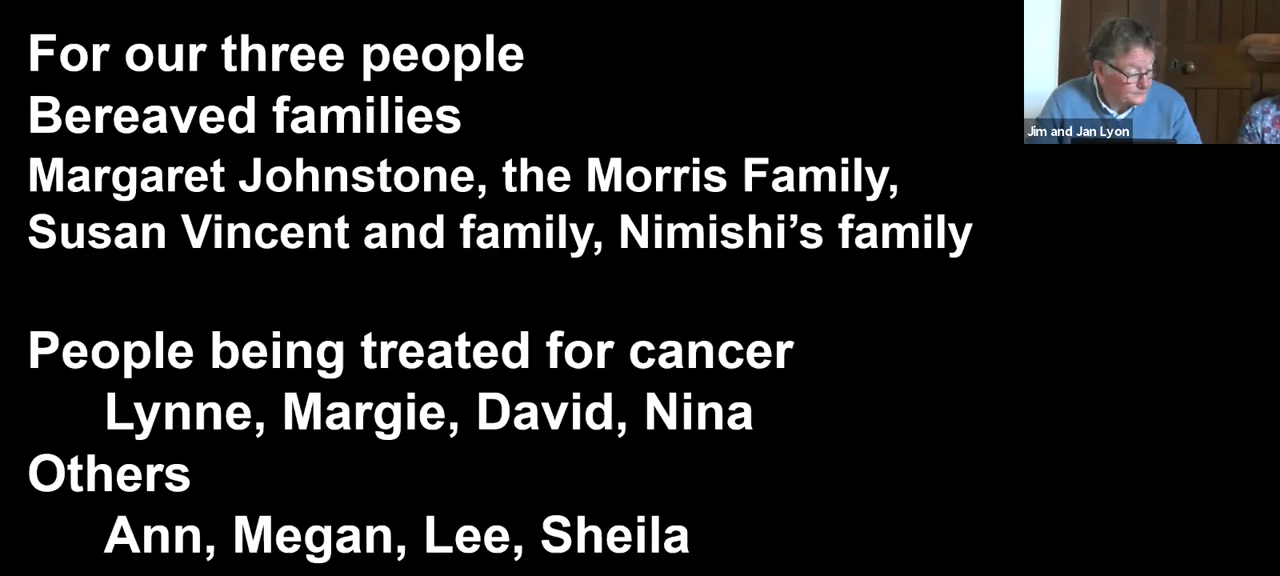 For our three people
Bereaved families
Margaret Johnstone, the Morris Family,
Susan Vincent and family, Nimishi’s family
People being treated for cancer
Lynne, Margie, David, Nina
Others
Ann, Megan, Lee, Sheila
Jim and Jan Lyon